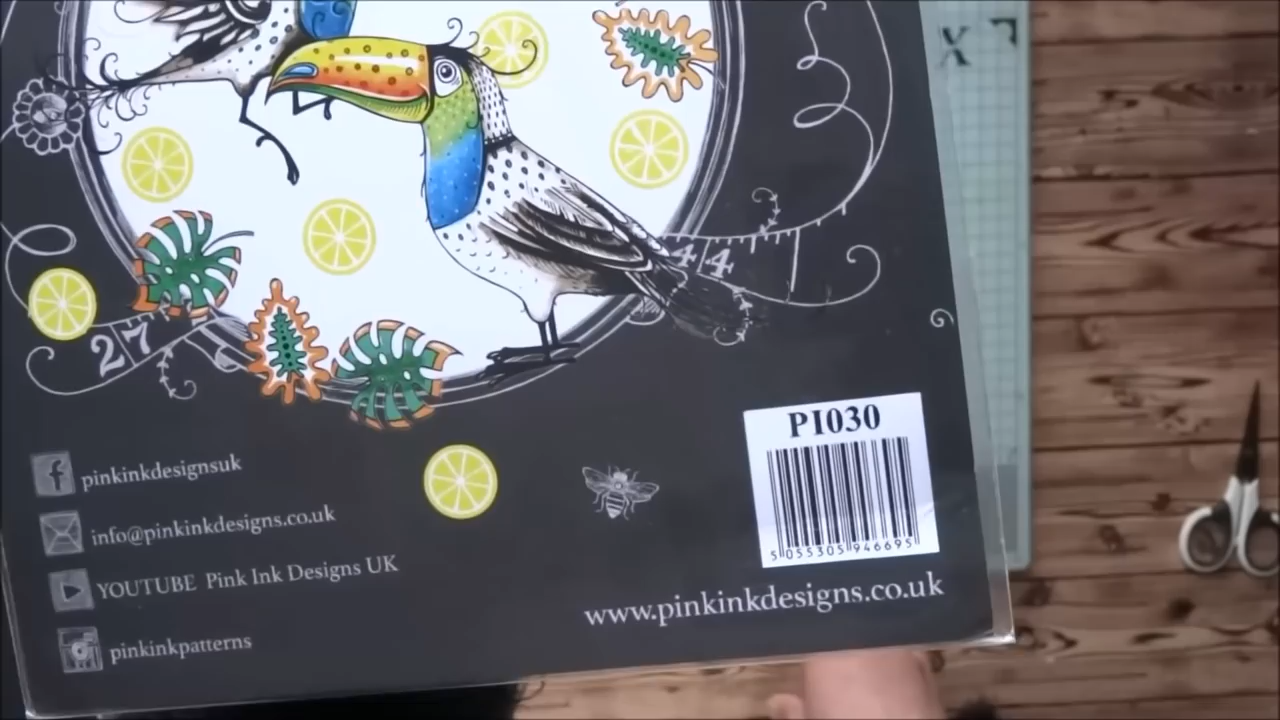 X
44
27
PI030
5 055305 946695
pinkinkdesignsuk
info@pinkinkdesigns.co.uk
YOUTUBE Pink Ink Designs UK
pinkinkpatterns
www.pinkinkdesigns.co.uk